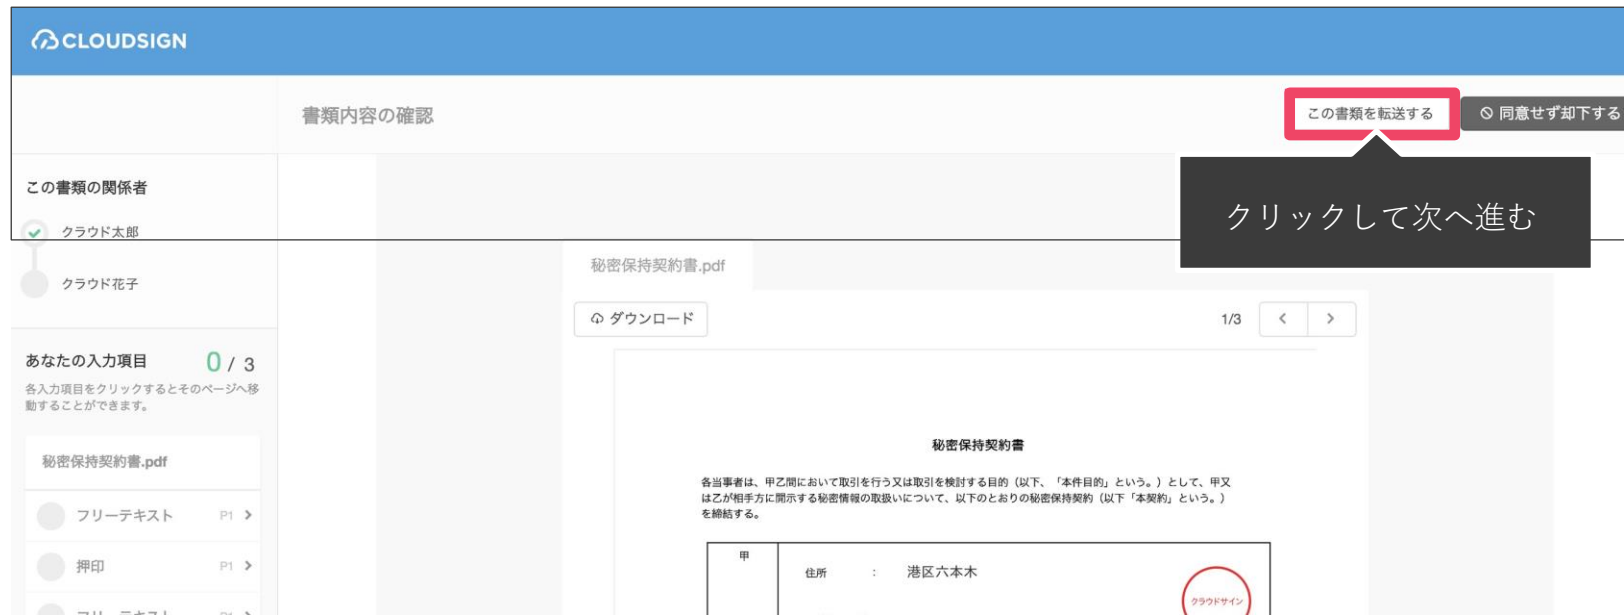 CLOUDSIGN
書類内容の確認
この書類を転送する
同意せず却下する
クリックして次へ進む
この書類の関係者
クラウド太郎
クラウド花子
あなたの入力項目 0 / 3
各入力項目をクリックするとそのページへ移
動することができます。
秘密保持契約書.pdf
フリーテキスト P1
押印 P1
フリーテキスト P1
秘密保持契約書.pdf
ダウンロード
1/3
秘密保持契約書
各当事者は、甲乙間において取引を行う又は取引を検討する目的（以下、「本件目的」という。）として、甲又
は乙が相手方に開示する秘密情報の取扱いについて、以下のとおりの秘密保持契約（以下「本契約」という。）
を締結する。
甲
住所 : 港区六本木
クラウドサイン